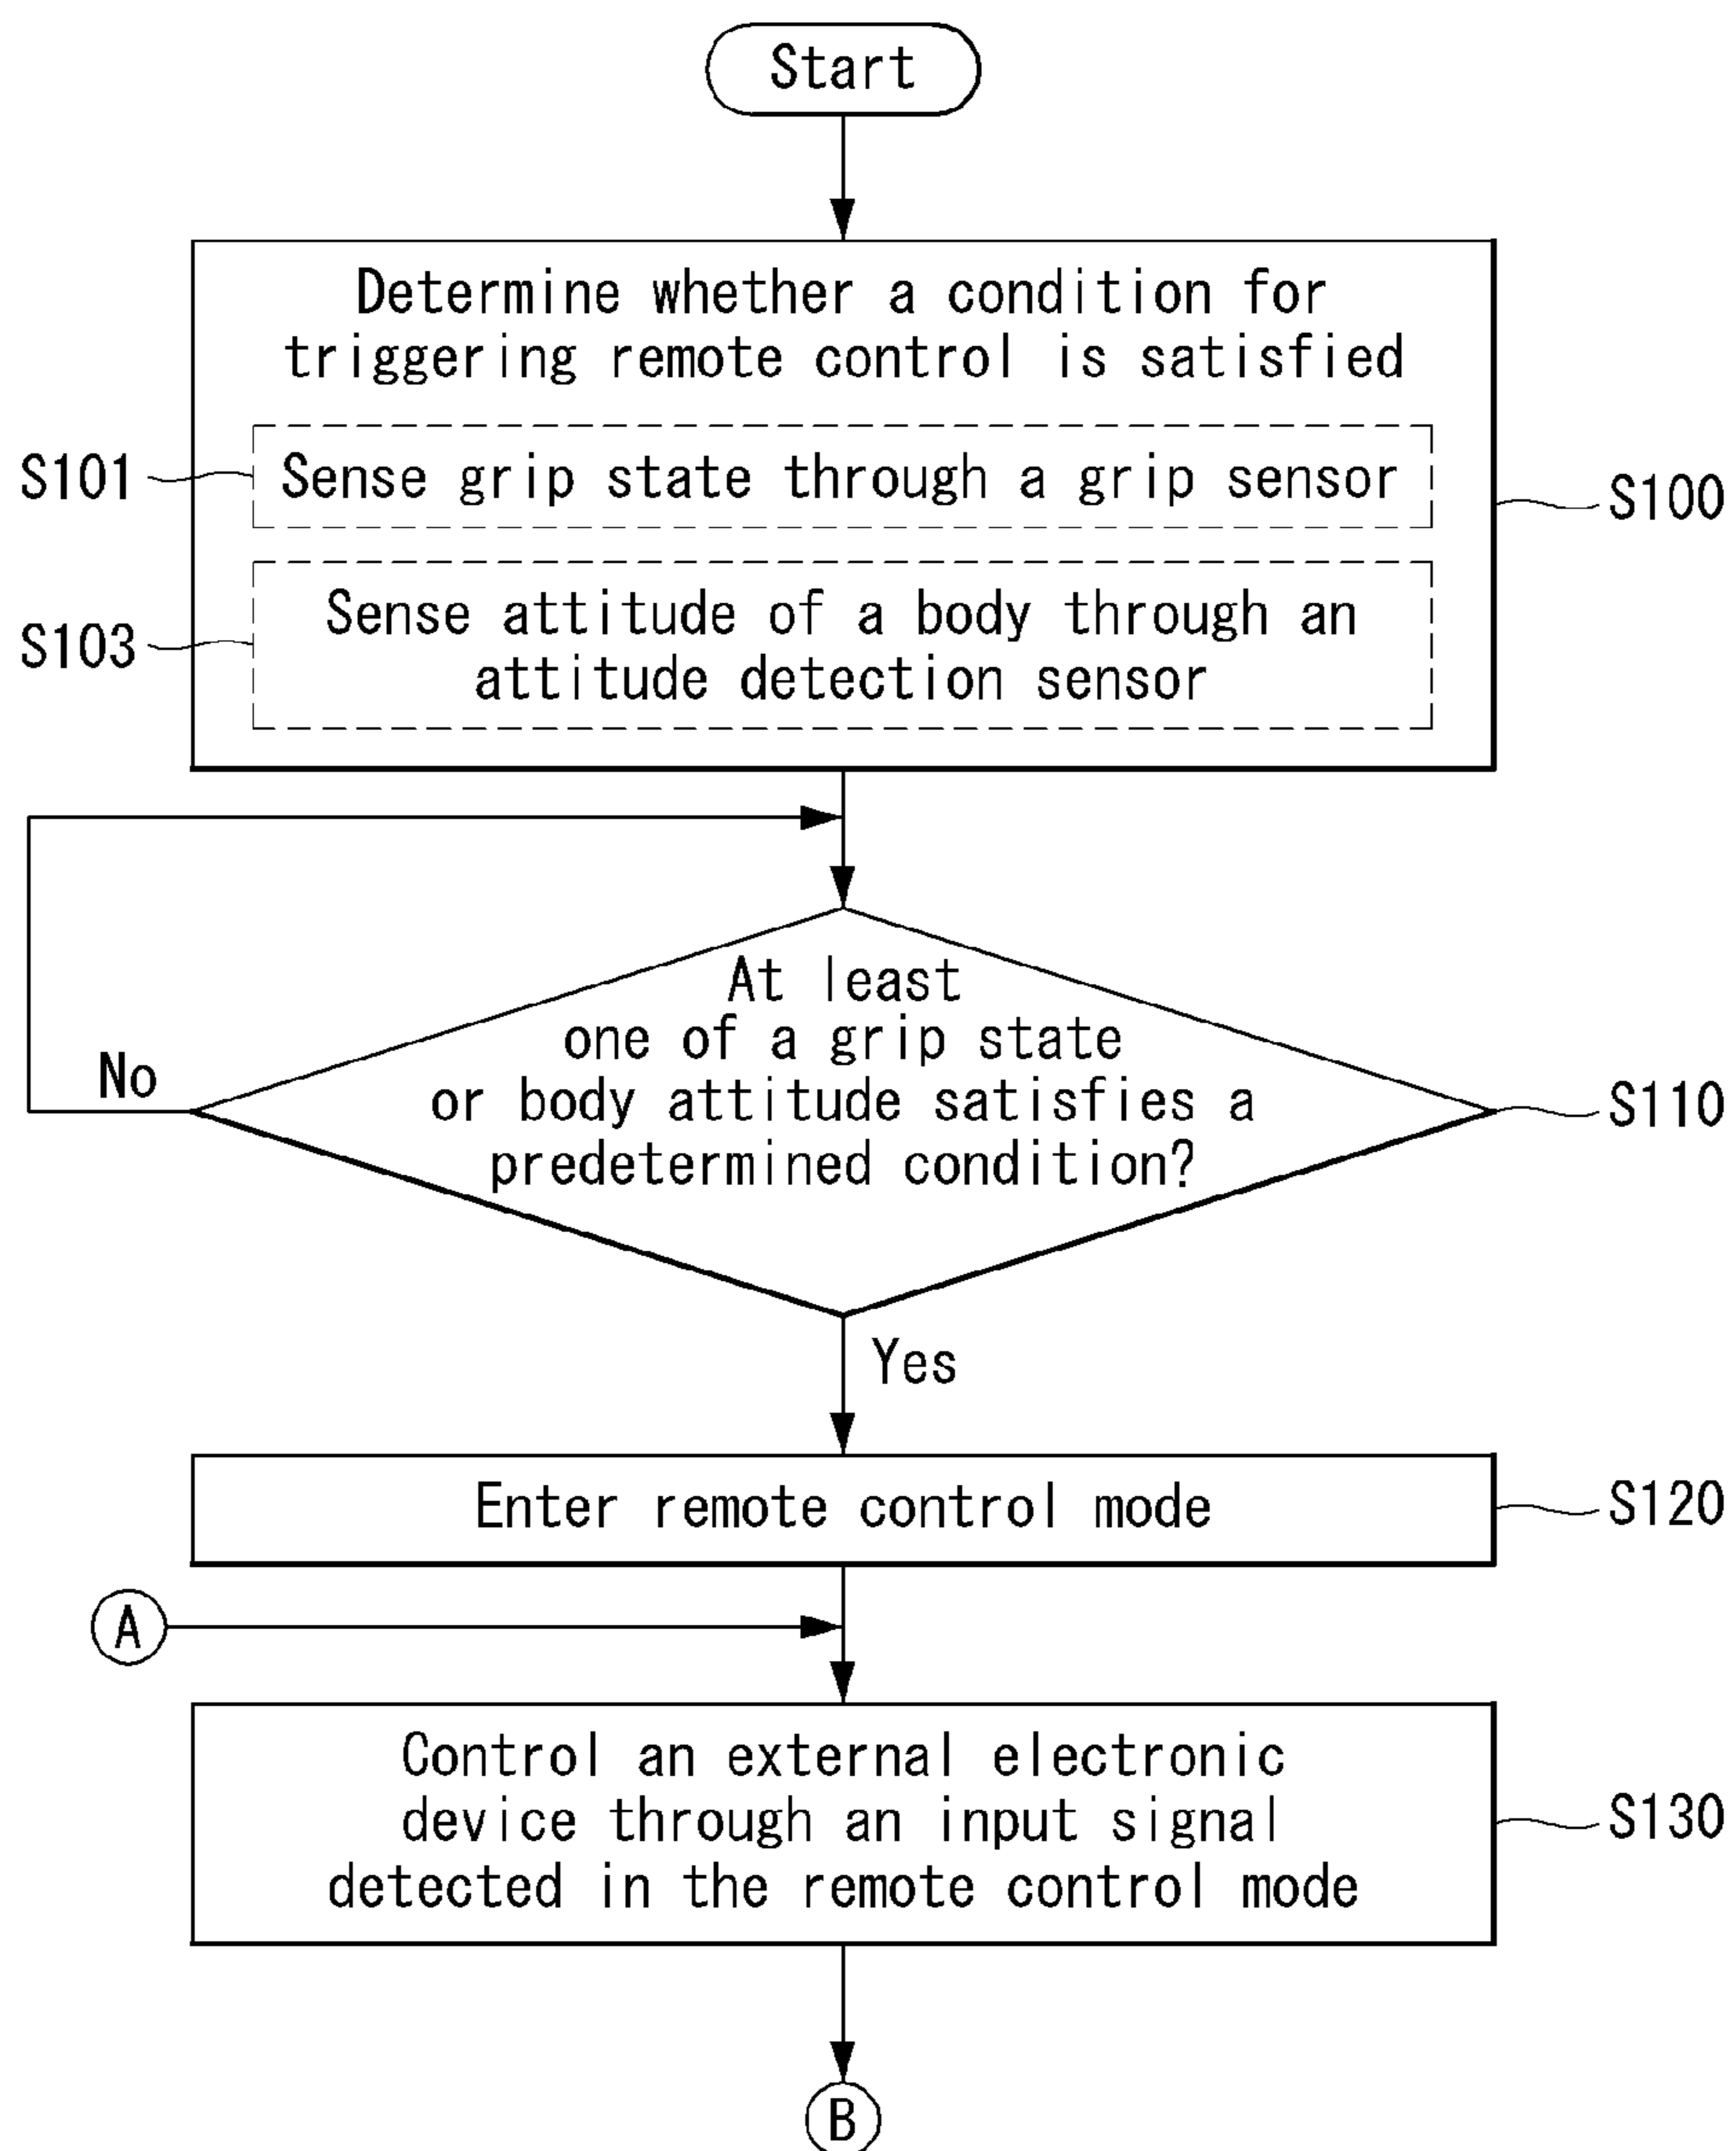 Start
Determine whether a condition for
triggering remote control is satisfied
S101
Sense grip state through a grip sensor
S100
Sense attitude of a body through an
S103
attitude detection sensor
At least
one of a grip state
No
or body attitude satisfies a
S110
predetermined condition?
Yes
Enter remote control mode
S120
A
Control an external electronic
device through an input signal
S130
detected in the remote control mode
B